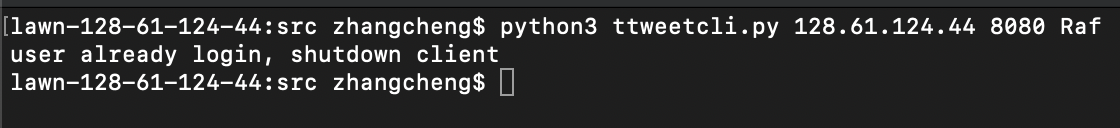 [lawn-128-61-124-44:src zhangcheng$ python3 ttweetcli.py 128.61.124.44 8080 Raf
user already login, shutdown client
lawn-128-61-124-44:src zhangcheng$